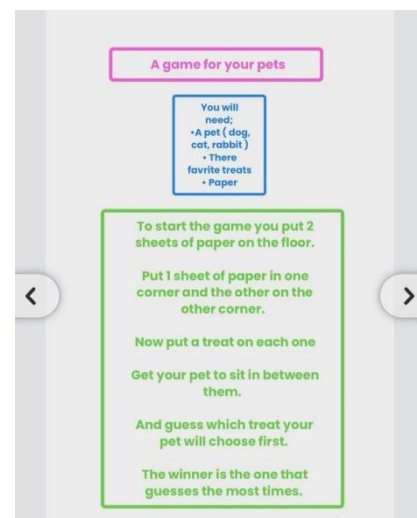 A game for your pets
You will
need;
•A pet ( dog,
cat, rabbit )
• There
favrite treats
• Paper
To start the game you put 2
sheets of paper on the floor.
Put 1 sheet of paper in one
corner and the other on the
other corner.
Now put a treat on each one
Get your pet to sit in between
them.
And guess which treat your
pet will choose first.
The winner is the one that
guesses the most times.